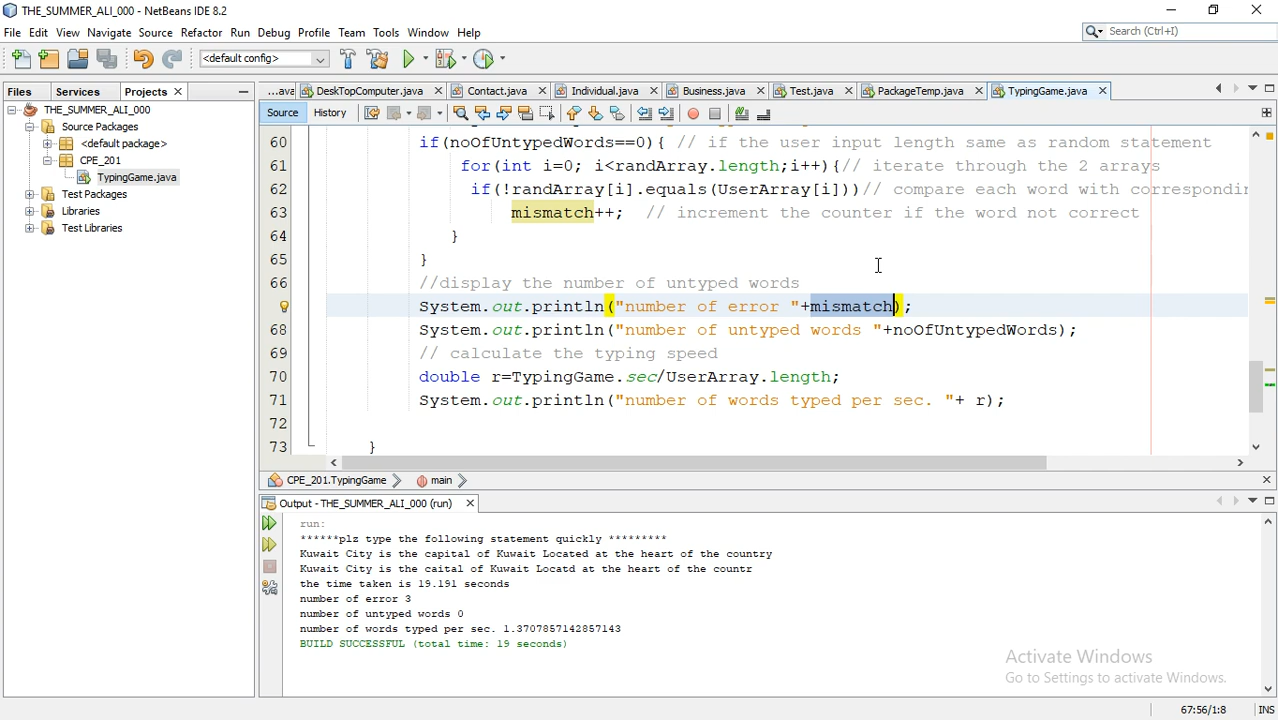 THE_SUMMER_ALI_000 - NetBeans IDE 8.2
File Edit View Navigate Source Refactor Run Debug Profile Team Tools Window Help
Search (Ctrl+I)
<default config>
Files Services Projects
...ava DeskTopComputer.java Contact.java Individual.java Business.java Test.java PackageTemp.java TypingGame.java
Source History
THE_SUMMER_ALI_000
Source Packages
<default package>
CPE_201
TypingGame.java
Test Packages
Libraries
Test Libraries
60 if(noOfUntypedWords==0){ // if the user input length same as random statement
61 for(int i=0; i<randArray.length;i++){// iterate through the 2 arrays
62 if(!randArray[i].equals(UserArray[i]))// compare each word with correspondin
63 mismatch++; // increment the counter if the word not correct
64 }
65 }
66 //display the number of untyped words
System.out.println("number of error "+mismatch);
68 System.out.println("number of untyped words "+noOfUntypedWords);
69 // calculate the typing speed
70 double r=TypingGame.sec/UserArray.length;
71 System.out.println("number of words typed per sec. "+ r);
72
73 }
CPE_201.TypingGame main
Output - THE_SUMMER_ALI_000 (run)
run:
******plz type the following statement quickly *********
Kuwait City is the capital of Kuwait Located at the heart of the country
Kuwait City is the caital of Kuwait Locatd at the heart of the countr
the time taken is 19.191 seconds
number of error 3
number of untyped words 0
number of words typed per sec. 1.3707857142857143
BUILD SUCCESSFUL (total time: 19 seconds)
Activate Windows
Go to Settings to activate Windows.
67:56/1:8 INS